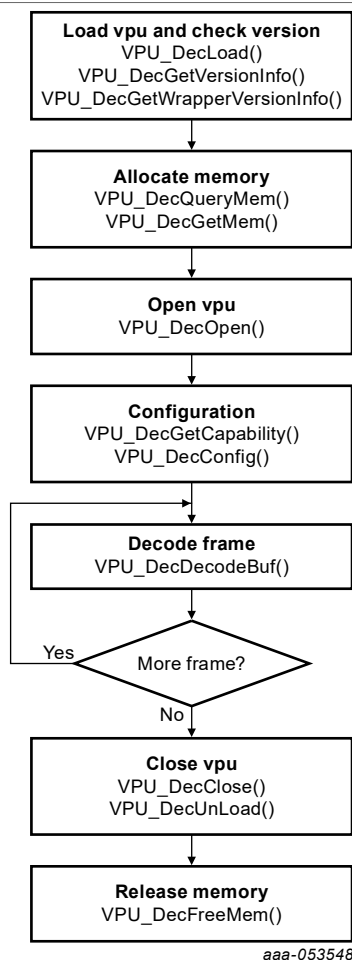 Load vpu and check version
VPU_DecLoad()
VPU_DecGetVersionInfo()
VPU_DecGetWrapperVersionInfo()
Allocate memory
VPU_DecQueryMem()
VPU_DecGetMem()
Open vpu
VPU_DecOpen()
Configuration
VPU_DecGetCapability()
VPU_DecConfig()
Decode frame
VPU_DecDecodeBuf()
Yes
More frame?
No
Close vpu
VPU_DecClose()
VPU_DecUnLoad()
Release memory
VPU_DecFreeMem()
aaa-053548